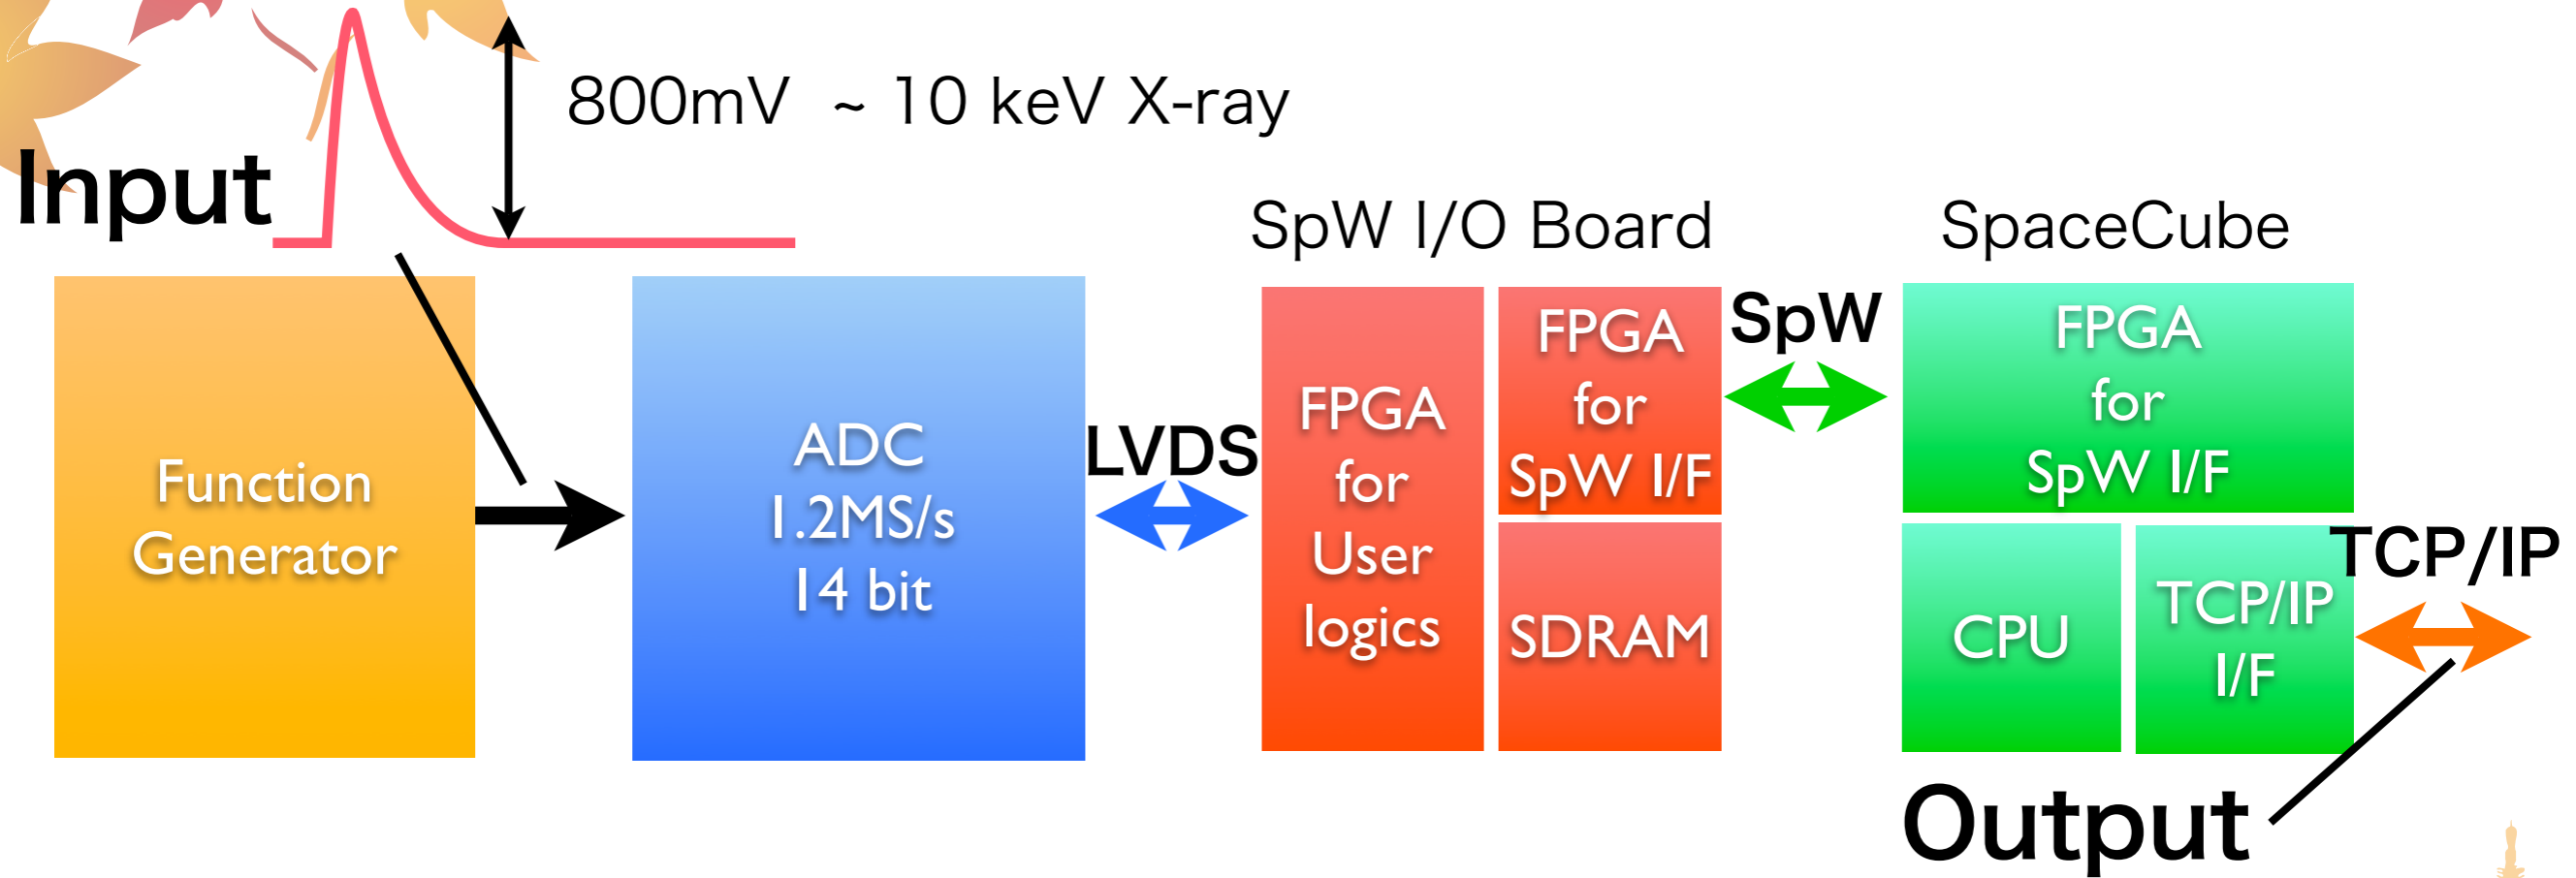 800mV ~ 10 keV X-ray
Input
SpW I/O Board
SpaceCube
Function
Generator
ADC
1.2MS/s
14 bit
LVDS
FPGA
for
User
logics
FPGA
for
SpW I/F
SDRAM
SpW
FPGA
for
SpW I/F
CPU
TCP/IP
I/F
TCP/IP
Output